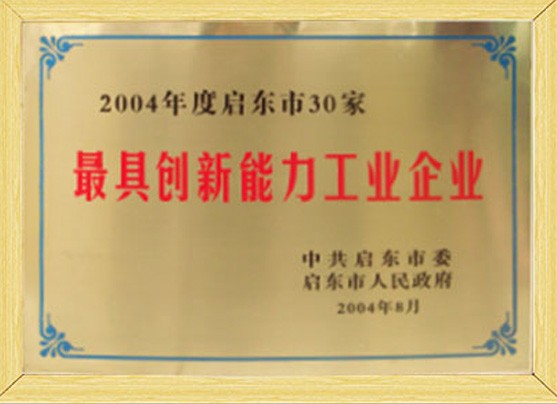 2004年度启东市30家
最具创新能力工业企业
中共启东市委
启东市人民政府
2004年8月